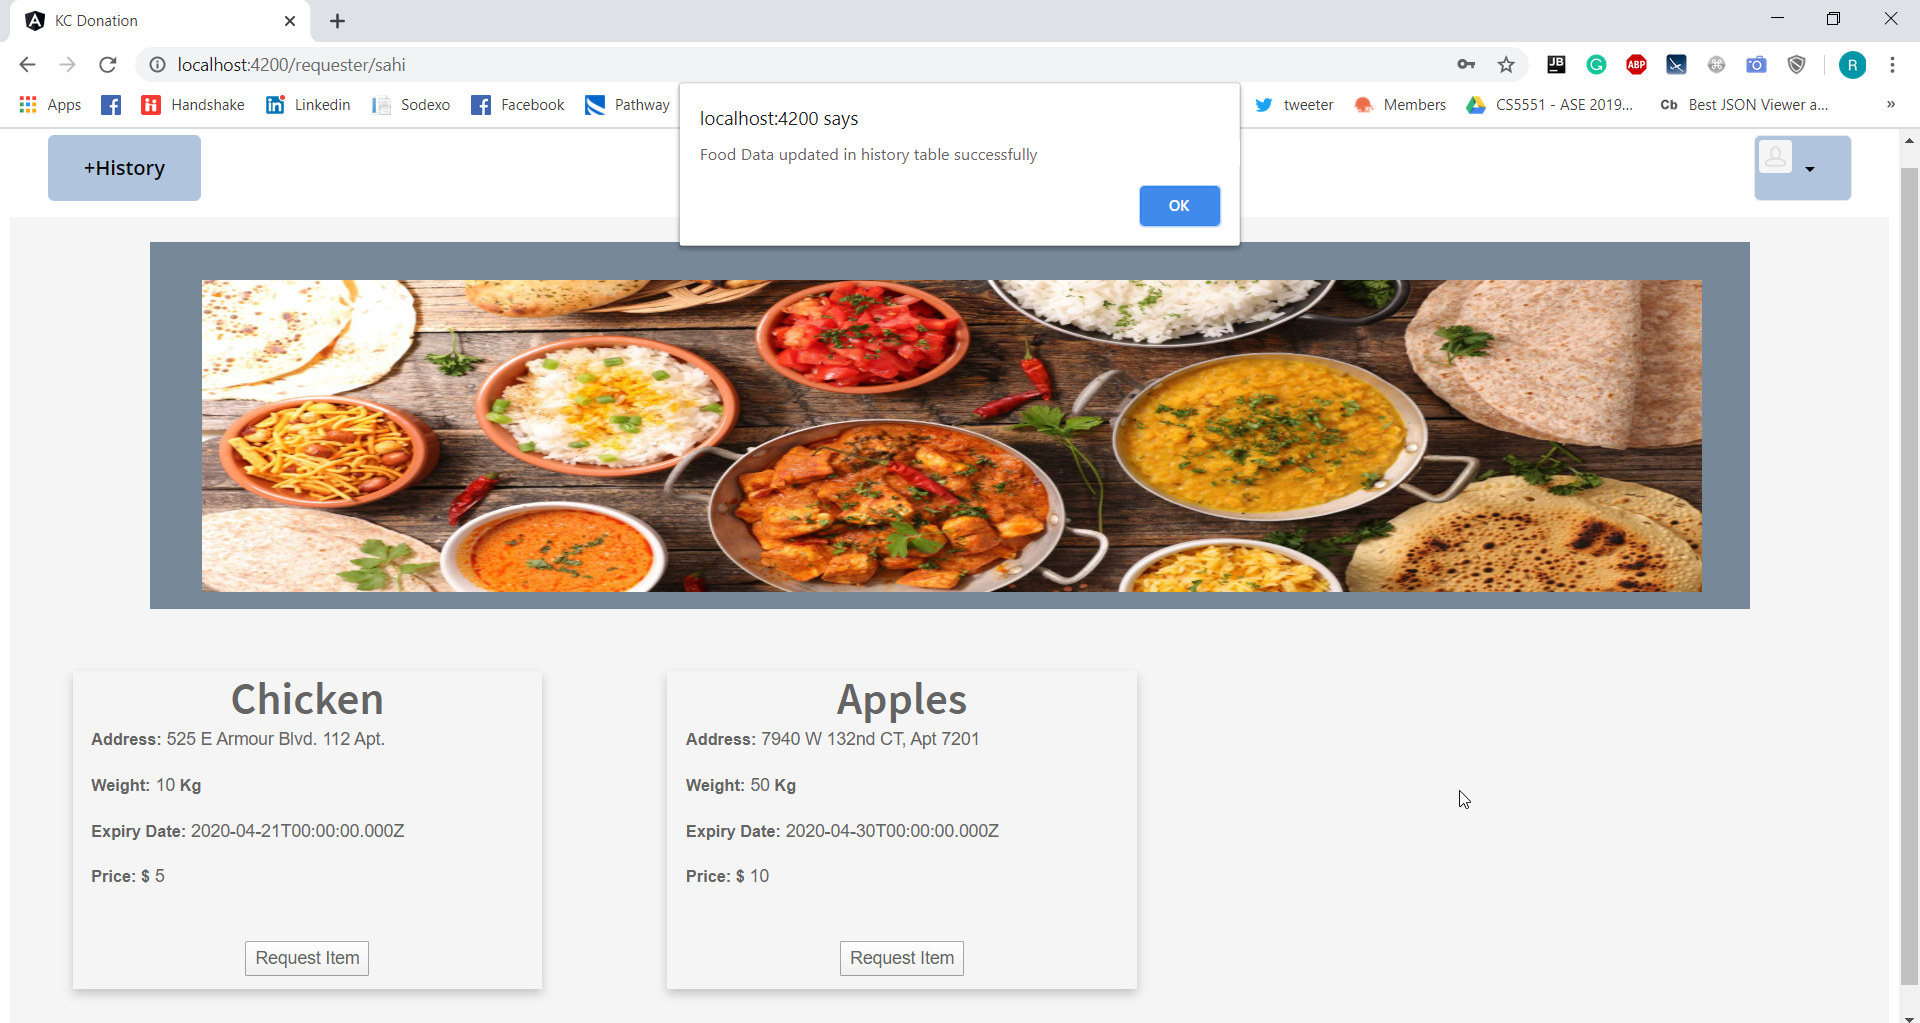 KC Donation
localhost:4200/requester/sahi
JB
ABP
R
Apps
Handshake
Linkedin
Sodexo
Facebook
Pathway
tweeter
Members
CS5551 - ASE 2019...
Cb Best JSON Viewer a...
»
localhost:4200 says
Food Data updated in history table successfully
OK
+History
Chicken
Address: 525 E Armour Blvd. 112 Apt.
Weight: 10 Kg
Expiry Date: 2020-04-21T00:00:00.000Z
Price: $ 5
Request Item
Apples
Address: 7940 W 132nd CT, Apt 7201
Weight: 50 Kg
Expiry Date: 2020-04-30T00:00:00.000Z
Price: $ 10
Request Item